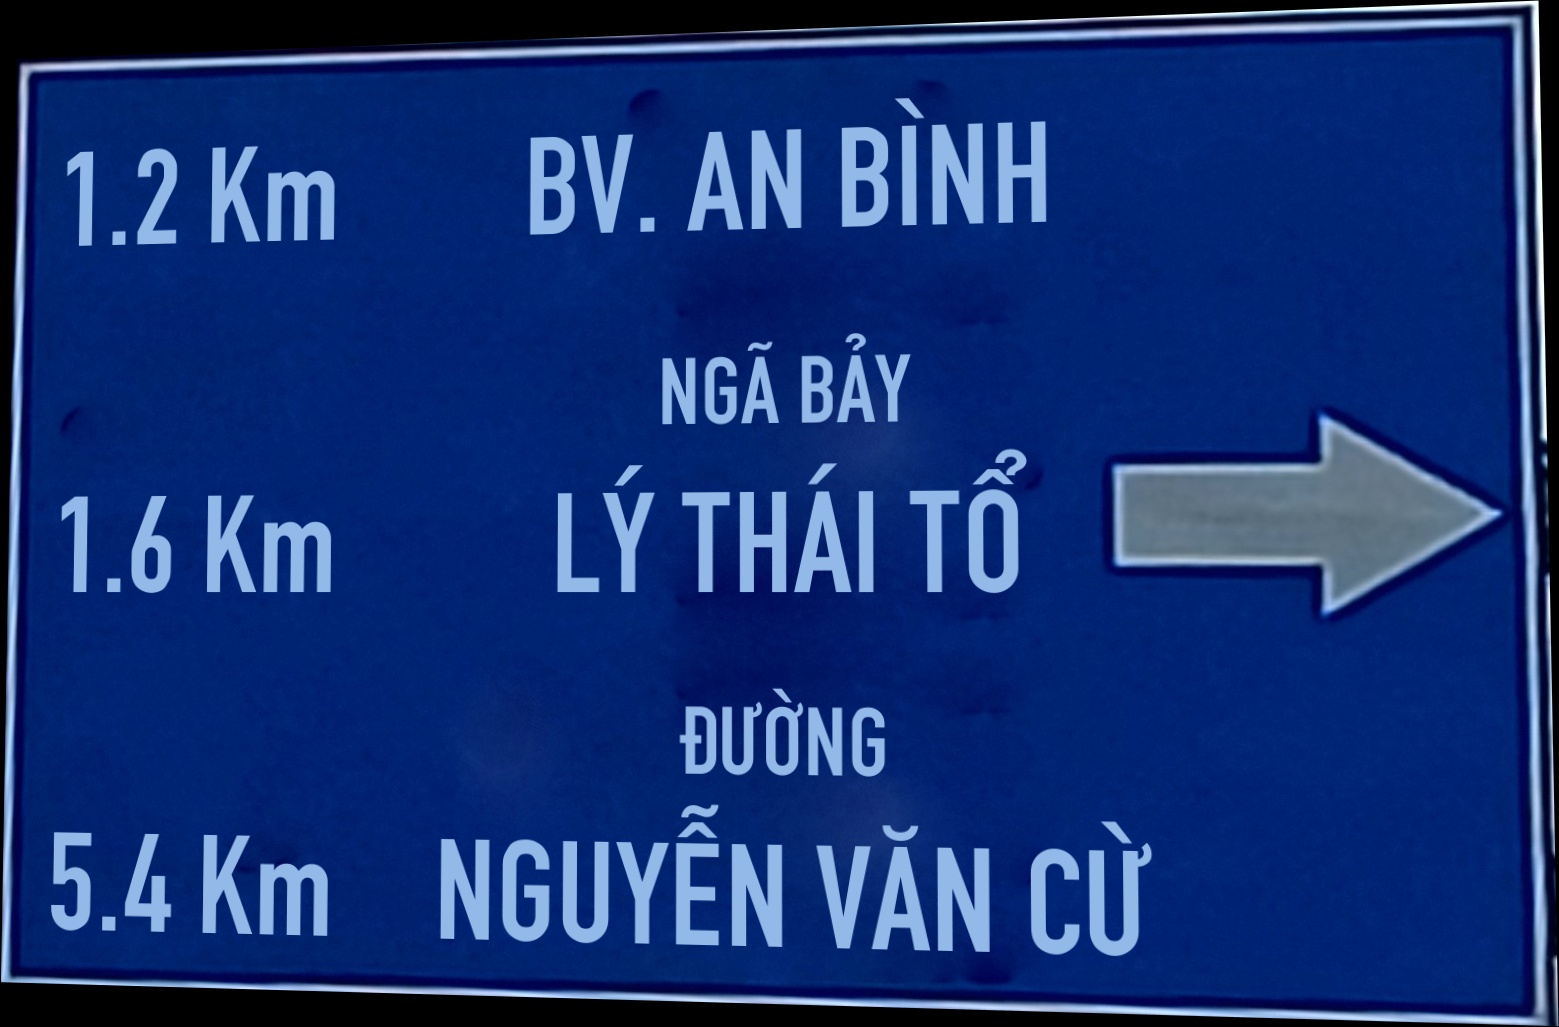 1.2 Km BV. AN BÌNH
NGÃ BẢY
1.6 Km LÝ THÁI TỔ
ĐƯỜNG
5.4 Km NGUYỄN VĂN CỪ